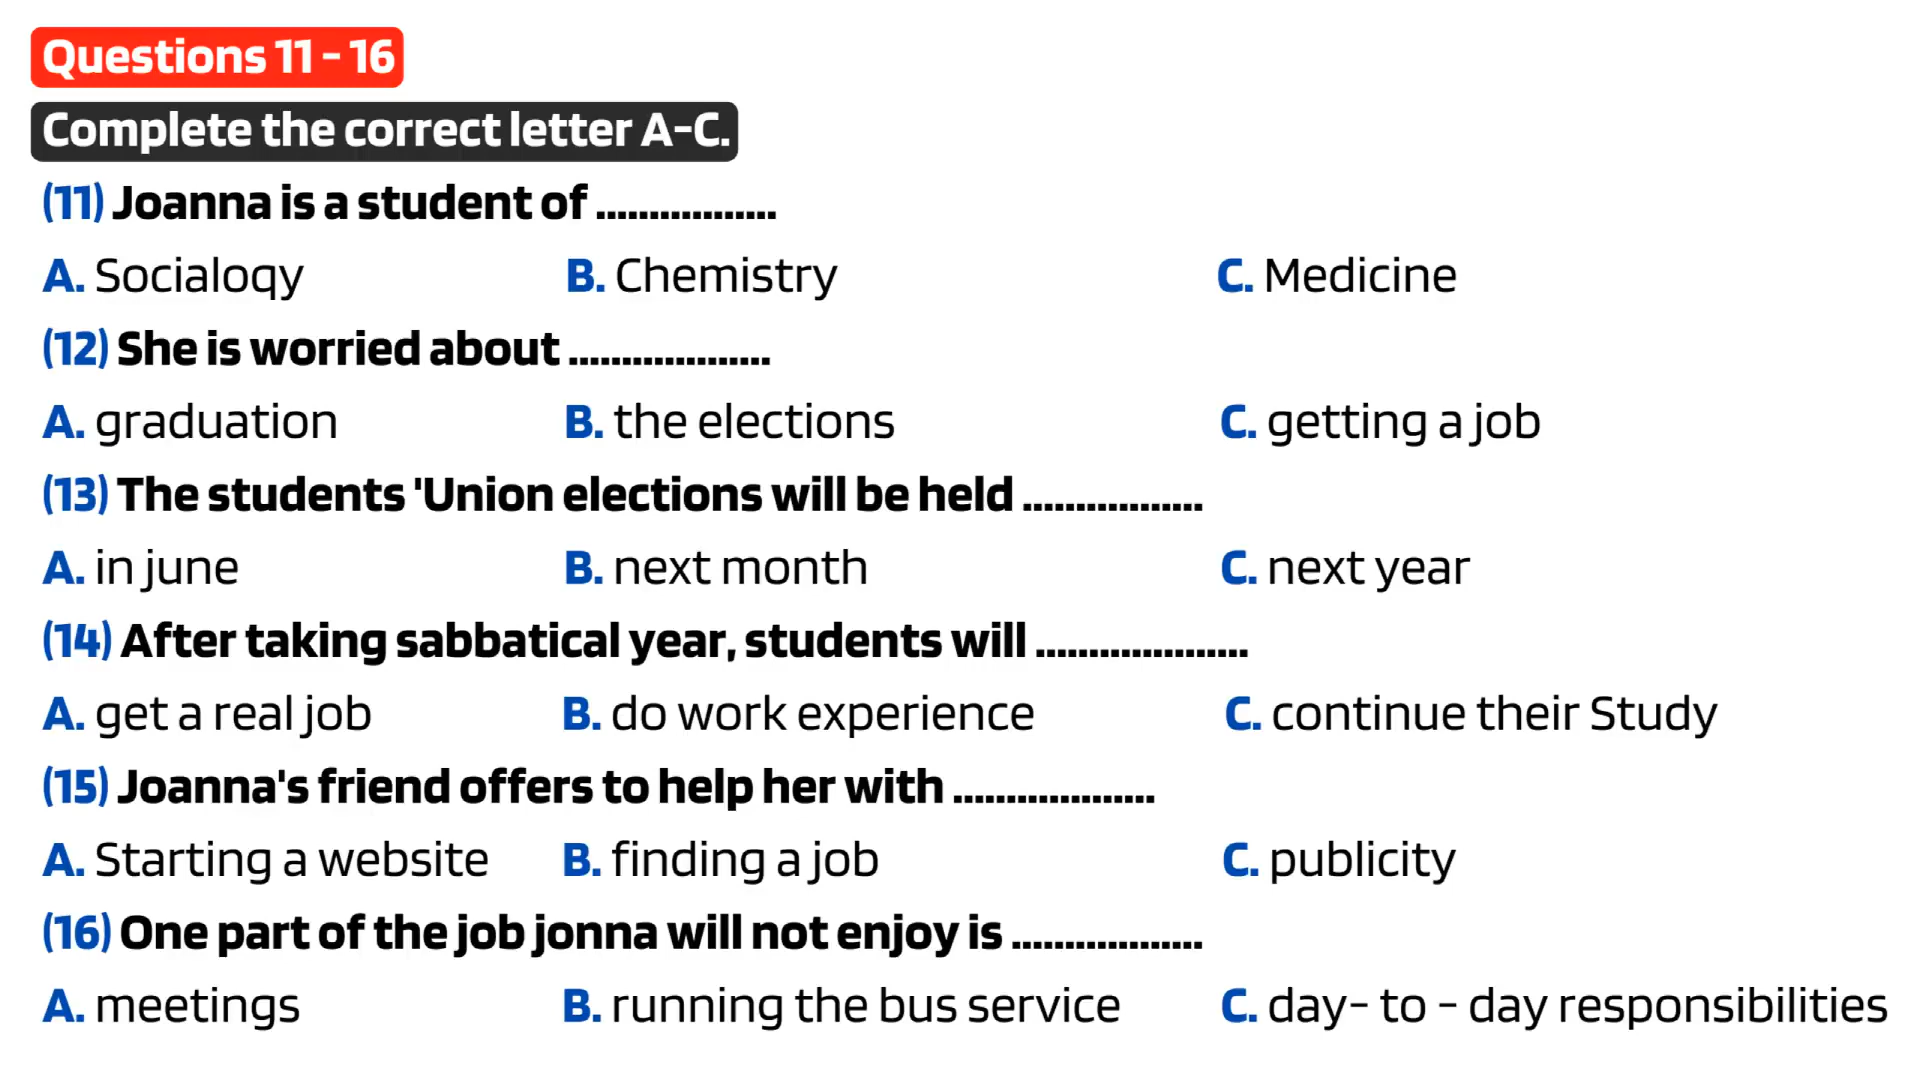 Questions 11 - 16
Complete the correct letter A-C.
(11) Joanna is a student of .................
A. Socialoqy B. Chemistry C. Medicine
(12) She is worried about ...................
A. graduation B. the elections C. getting a job
(13) The students 'Union elections will be held .................
A. in june B. next month C. next year
(14) After taking sabbatical year, students will ....................
A. get a real job B. do work experience C. continue their Study
(15) Joanna's friend offers to help her with ...................
A. Starting a website B. finding a job C. publicity
(16) One part of the job jonna will not enjoy is ..................
A. meetings B. running the bus service C. day- to - day responsibilities